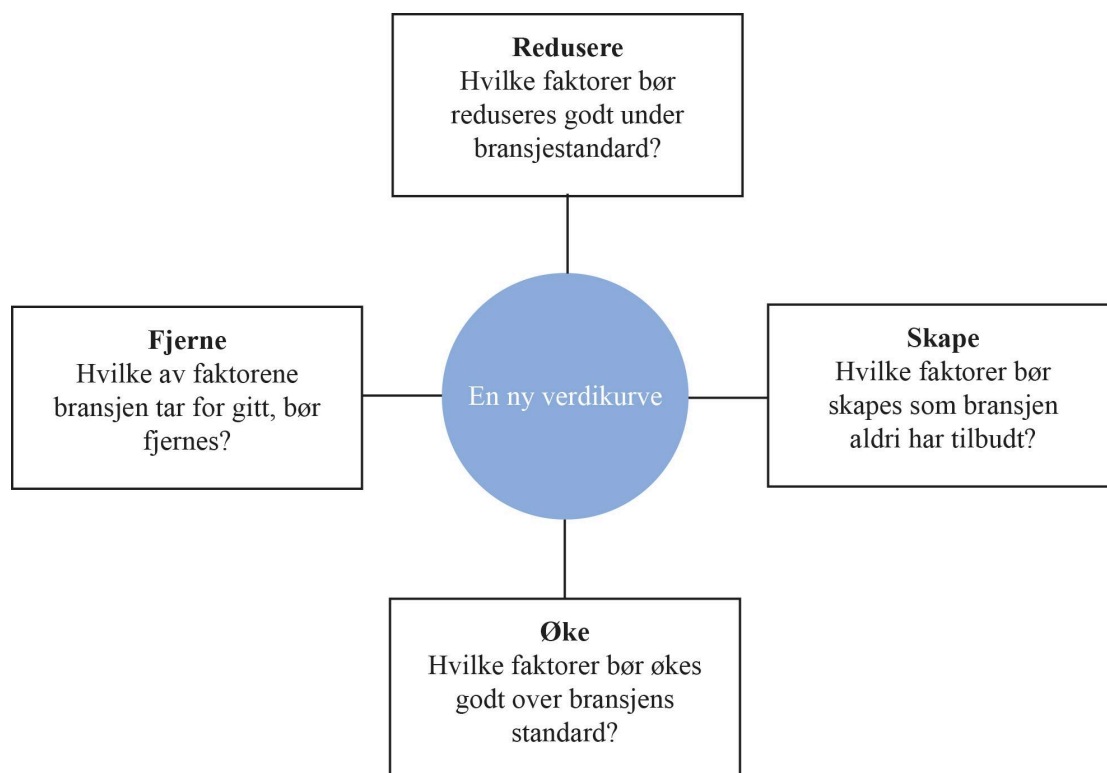 Redusere
Hvilke faktorer bør
reduseres godt under
bransjestandard?
Fjerne
Hvilke av faktorene
bransjen tar for gitt, bør
fjernes?
En ny verdikurve
Skape
Hvilke faktorer bør
skapes som bransjen
aldri har tilbudt?
Øke
Hvilke faktorer bør økes
godt over bransjens
standard?